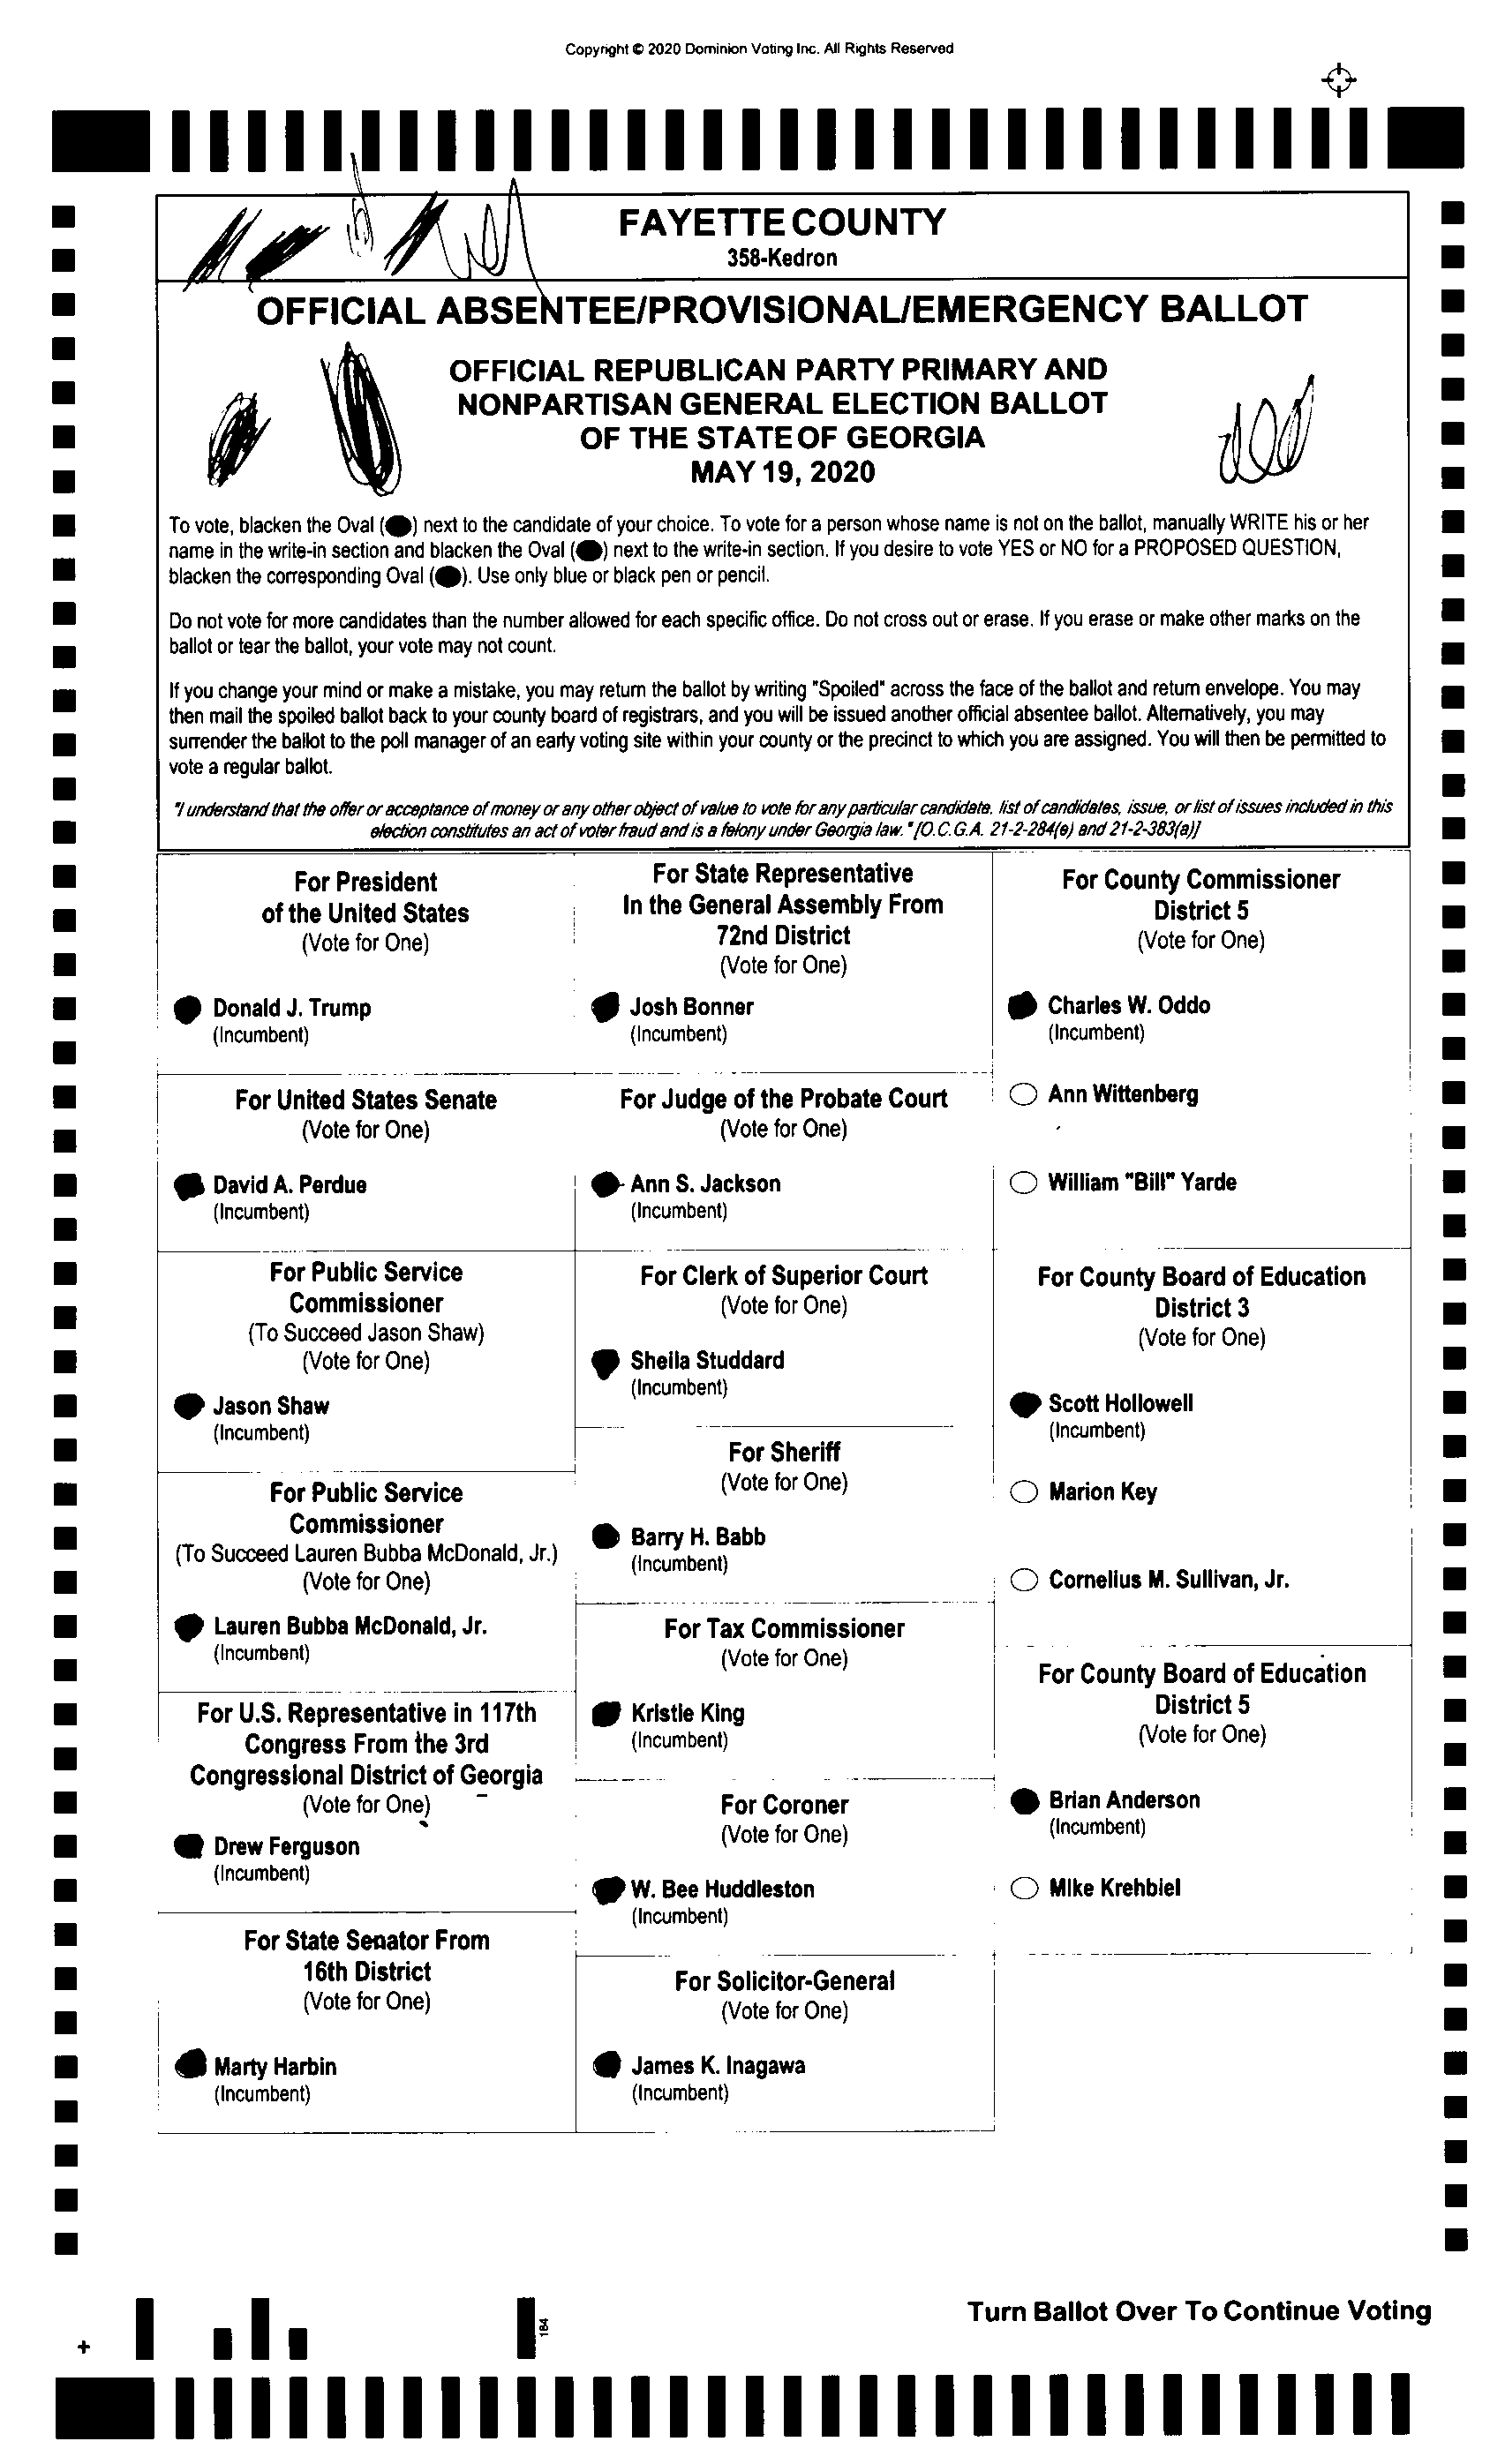 Copyright © 2020 Dominion Voting Inc. All Rights Reserved
FAYETTE COUNTY
358-Kedron
OFFICIAL ABSENTEE/PROVISIONAL/EMERGENCY BALLOT
OFFICIAL REPUBLICAN PARTY PRIMARY AND
NONPARTISAN GENERAL ELECTION BALLOT
OF THE STATE OF GEORGIA
MAY 19, 2020
To vote, blacken the Oval (●) next to the candidate of your choice. To vote for a person whose name is not on the ballot, manually WRITE his or her
name in the write-in section and blacken the Oval (●) next to the write-in section. If you desire to vote YES or NO for a PROPOSED QUESTION,
blacken the corresponding Oval (●). Use only blue or black pen or pencil.
Do not vote for more candidates than the number allowed for each specific office. Do not cross out or erase. If you erase or make other marks on the
ballot or tear the ballot, your vote may not count.
If you change your mind or make a mistake, you may return the ballot by writing "Spoiled" across the face of the ballot and return envelope. You may
then mail the spoiled ballot back to your county board of registrars, and you will be issued another official absentee ballot. Alternatively, you may
surrender the ballot to the poll manager of an early voting site within your county or the precinct to which you are assigned. You will then be permitted to
vote a regular ballot.
"I understand that the offer or acceptance of money or any other object of value to vote for any particular candidate, list of candidates, issue, or list of issues included in this
election constitutes an act of voter fraud and is a felony under Georgia law." [O.C.G.A. 21-2-284(e) and 21-2-383(a)]
For President
of the United States
(Vote for One)
Donald J. Trump
(Incumbent)
For United States Senate
(Vote for One)
David A. Perdue
(Incumbent)
For Public Service
Commissioner
(To Succeed Jason Shaw)
(Vote for One)
Jason Shaw
(Incumbent)
For Public Service
Commissioner
(To Succeed Lauren Bubba McDonald, Jr.)
(Vote for One)
Lauren Bubba McDonald, Jr.
(Incumbent)
For U.S. Representative in 117th
Congress From the 3rd
Congressional District of Georgia
(Vote for One)
Drew Ferguson
(Incumbent)
For State Senator From
16th District
(Vote for One)
Marty Harbin
(Incumbent)
For State Representative
In the General Assembly From
72nd District
(Vote for One)
Josh Bonner
(Incumbent)
For Judge of the Probate Court
(Vote for One)
Ann S. Jackson
(Incumbent)
For Clerk of Superior Court
(Vote for One)
Sheila Studdard
(Incumbent)
For Sheriff
(Vote for One)
Barry H. Babb
(Incumbent)
For Tax Commissioner
(Vote for One)
Kristie King
(Incumbent)
For Coroner
(Vote for One)
W. Bee Huddleston
(Incumbent)
For Solicitor-General
(Vote for One)
James K. Inagawa
(Incumbent)
For County Commissioner
District 5
(Vote for One)
Charles W. Oddo
(Incumbent)
Ann Wittenberg
William "Bill" Yarde
For County Board of Education
District 3
(Vote for One)
Scott Hollowell
(Incumbent)
Marion Key
Cornelius M. Sullivan, Jr.
For County Board of Education
District 5
(Vote for One)
Brian Anderson
(Incumbent)
Mike Krehbiel
Turn Ballot Over To Continue Voting
184